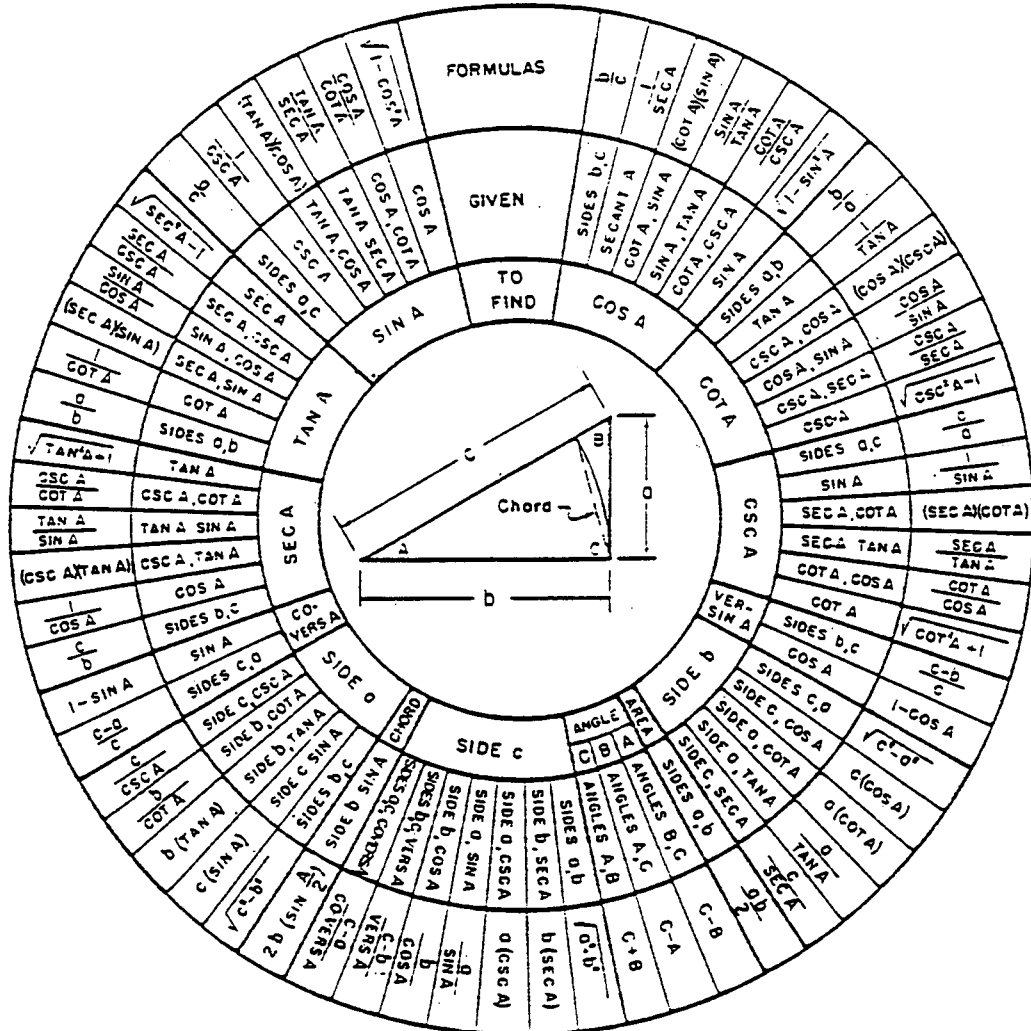 FORMULAS
GIVEN
TO
FIND
COS A
SIDES b,c
b/c
SECANT A
1/SEC A
COT A, SIN A
(COT A)(SIN A)
SIN A, TAN A
SIN A/TAN A
COT A, CSC A
COT A/CSC A
SIN A
√1-SIN²A
COT A
SIDES a,b
b/a
TAN A
1/TAN A
CSC A, COS A
(COS A)(CSC A)
COS A, SIN A
COS A/SIN A
CSC A, SEC A
CSC A/SEC A
CSC A
√CSC²A-1
CSC A
SIDES a,c
c/a
SIN A
1/SIN A
SEC A, COT A
(SEC A)(COT A)
SEC A TAN A
SEC A/TAN A
COT A, COS A
COT A/COS A
COT A
√COT²A+1
VER-
SIN A
SIDES b,c
c-b/c
COS A
1-COS A
SIDE b
SIDES c,a
√c²-a²
SIDE c, COS A
c (COS A)
SIDE a, COT A
a (COT A)
SIDE a, TAN A
a/TAN A
SIDE c, SEC A
c/SEC A
AREA
SIDES a,b
ab/2
ANGLE
A
ANGLES B,C
C-B
B
ANGLES A,C
C-A
C
ANGLES A,B
C+B
SIDE c
SIDES a,b
√a²·b²
SIDE b, SEC A
b (SEC A)
SIDE a, CSC A
a (CSC A)
SIDE a, SIN A
a/SIN A
SIDE b, COS A
b/COS A
SIDES b,c, VERS A
c-b/VERS A
SIDES a,c, COVERS A
c-a/COVERS A
CHORD
SIDE b SIN A
2b (SIN A/2)
SIDE a
SIDES b,c
√c²-b²
SIDE c SIN A
c (SIN A)
SIDE b, TAN A
b (TAN A)
SIDE b, COT A
b/COT A
SIDE c, CSC A
c/CSC A
CO-
VERS A
SIDES c,a
c-a/c
SIN A
1-SIN A
SEC A
SIDES b,c
c/b
COS A
1/COS A
CSC A, TAN A
(CSC A)(TAN A)
TAN A SIN A
TAN A/SIN A
CSC A, COT A
CSC A/COT A
TAN A
√TAN²A+1
TAN A
SIDES a,b
a/b
COT A
1/COT A
SEC A, SIN A
(SEC A)(SIN A)
SIN A, COS A
SIN A/COS A
SEC A, CSC A
SEC A/CSC A
SEC A
√SEC²A-1
SIN A
SIDES a,c
a/c
CSC A
1/CSC A
TAN A, COS A
(TAN A)(COS A)
TAN A SEC A
TAN A/SEC A
COS A, COT A
COS A/COT A
COS A
√1-COS²A
c
B
a
Chord
A
C
b